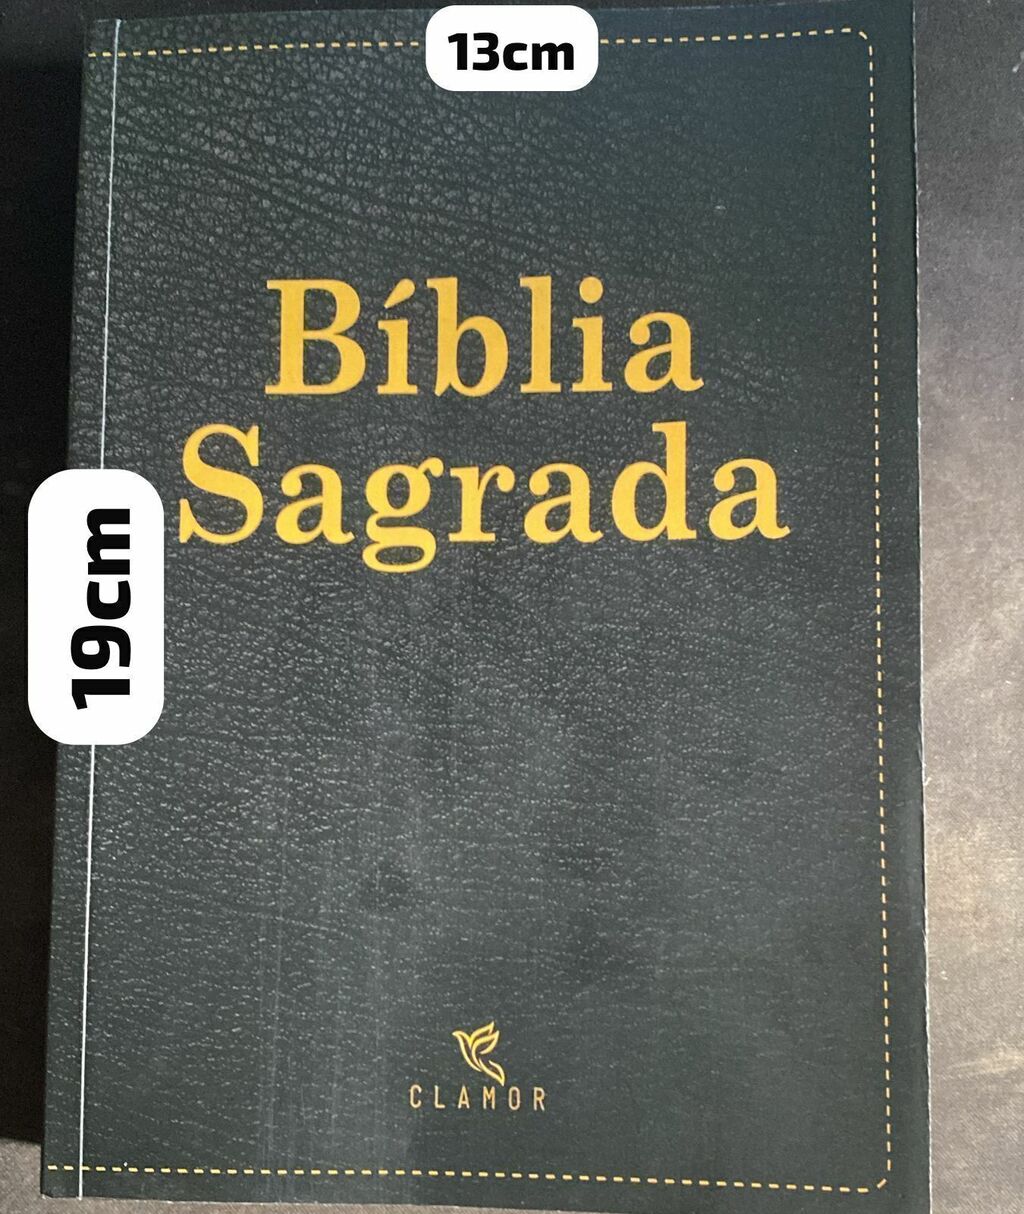 13cm
Bíblia
Sagrada
19cm
CLAMOR